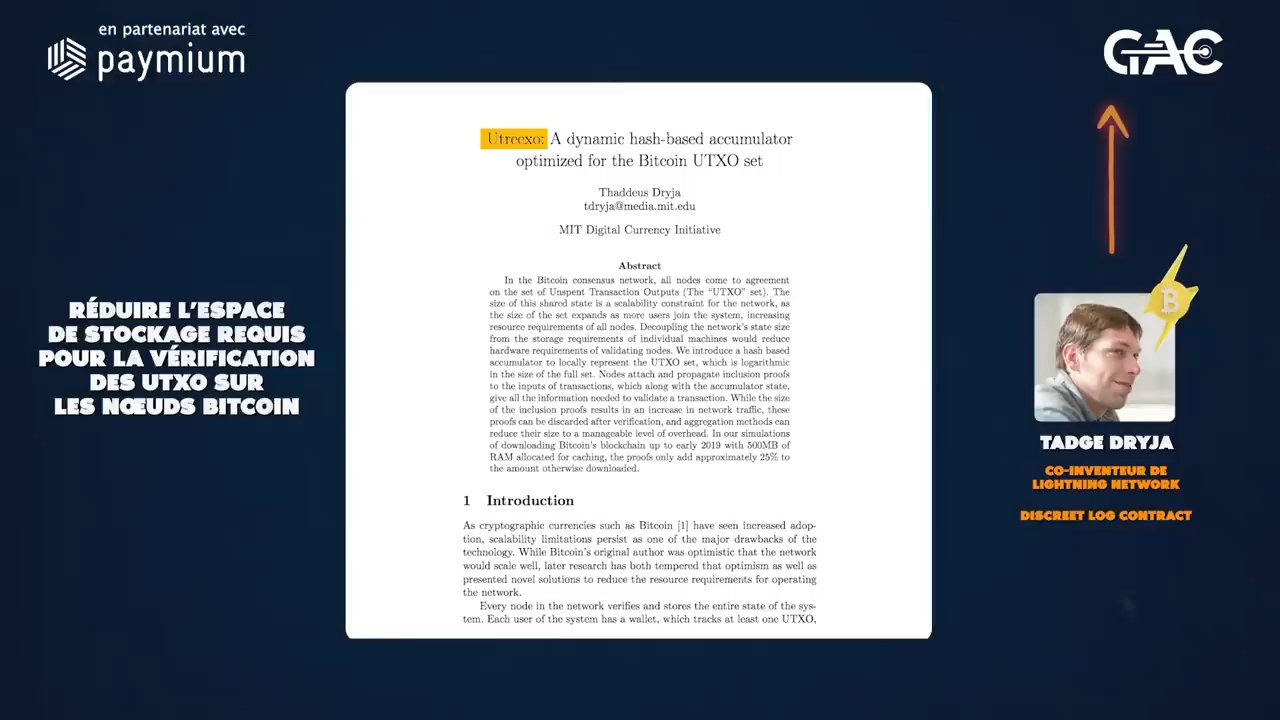 en partenariat avec
paymium
GAC
Utreexo: A dynamic hash-based accumulator
optimized for the Bitcoin UTXO set
Thaddeus Dryja
tdryja@media.mit.edu
MIT Digital Currency Initiative
Abstract
In the Bitcoin consensus network, all nodes come to agreement
on the set of Unspent Transaction Outputs (The “UTXO” set). The
size of this shared state is a scalability constraint for the network, as
the size of the set expands as more users join the system, increasing
resource requirements of all nodes. Decoupling the network’s state size
from the storage requirements of individual machines would reduce
hardware requirements of validating nodes. We introduce a hash based
accumulator to locally represent the UTXO set, which is logarithmic
in the size of the full set. Nodes attach and propagate inclusion proofs
to the inputs of transactions, which along with the accumulator state,
give all the information needed to validate a transaction. While the size
of the inclusion proofs results in an increase in network traffic, these
proofs can be discarded after verification, and aggregation methods can
reduce their size to a manageable level of overhead. In our simulations
of downloading Bitcoin’s blockchain up to early 2019 with 500MB of
RAM allocated for caching, the proofs only add approximately 25% to
the amount otherwise downloaded.
1 Introduction
As cryptographic currencies such as Bitcoin [1] have seen increased adop-
tion, scalability limitations persist as one of the major drawbacks of the
technology. While Bitcoin’s original author was optimistic that the network
would scale well, later research has both tempered that optimism as well as
presented novel solutions to reduce the resource requirements for operating
the network.
Every node in the network verifies and stores the entire state of the sys-
tem. Each user of the system has a wallet, which tracks at least one UTXO,
RÉDUIRE L’ESPACE
DE STOCKAGE REQUIS
POUR LA VÉRIFICATION
DES UTXO SUR
LES NŒUDS BITCOIN
TADGE DRYJA
CO-INVENTEUR DE
LIGHTNING NETWORK
DISCREET LOG CONTRACT